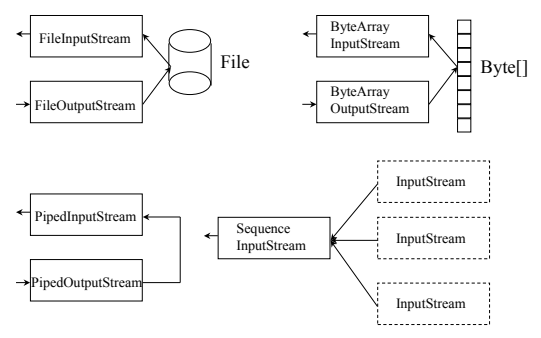 FileInputStream
File
FileOutputStream
ByteArray
InputStream
Byte[]
ByteArray
OutputStream
PipedInputStream
PipedOutputStream
Sequence
InputStream
InputStream
InputStream
InputStream